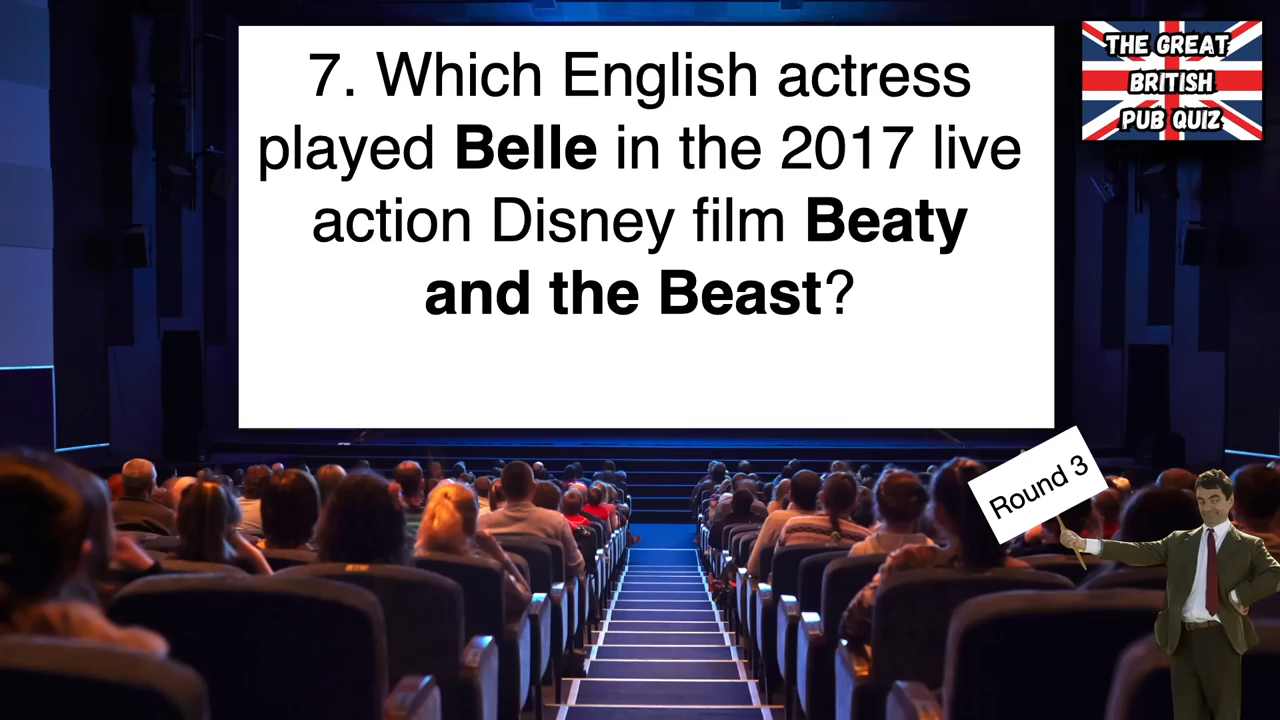 7. Which English actress
played Belle in the 2017 live
action Disney film Beaty
and the Beast?
THE GREAT
BRITISH
PUB QUIZ
Round 3